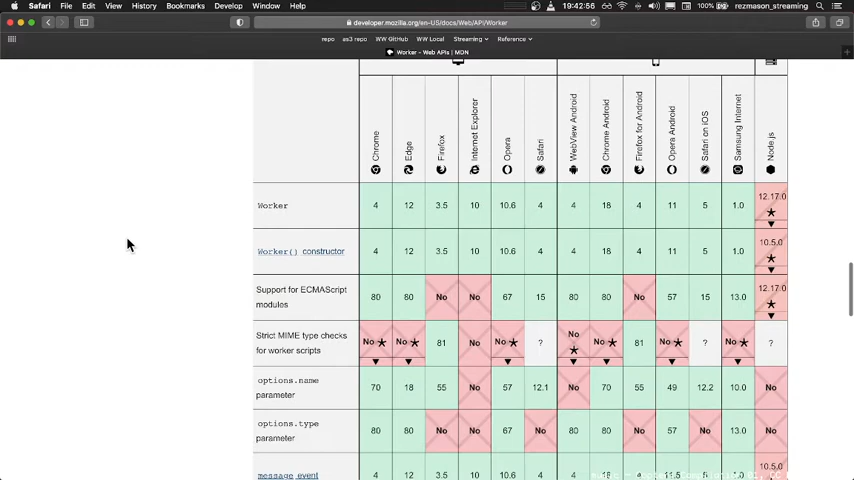 Safari File Edit View History Bookmarks Develop Window Help 100% 19:42:56 rezmason_streaming
developer.mozilla.org/en-US/docs/Web/API/Worker
repo as3 repo WW GitHub WW Local Streaming Reference
Worker - Web APIs | MDN
Chrome Edge Firefox Internet Explorer Opera Safari WebView Android Chrome Android Firefox for Android Opera Android Safari on iOS Samsung Internet Node.js
Worker 4 12 3.5 10 10.6 4 4 18 4 11 5 1.0 12.17.0
Worker() constructor 4 12 3.5 10 10.6 4 4 18 4 11 5 1.0 10.5.0
Support for ECMAScript modules 80 80 No No 67 15 80 80 No 57 15 13.0 12.17.0
Strict MIME type checks for worker scripts No No 81 No No ? No No 81 No ? No ?
options.name parameter 70 18 55 No 57 12.1 No 70 55 49 12.2 10.0 No
options.type parameter 80 80 No No 67 No 80 80 No 57 No 13.0 No
message event 4 12 3.5 10 10.6 4 4 18 4 11.5 5 1.0 10.5.0